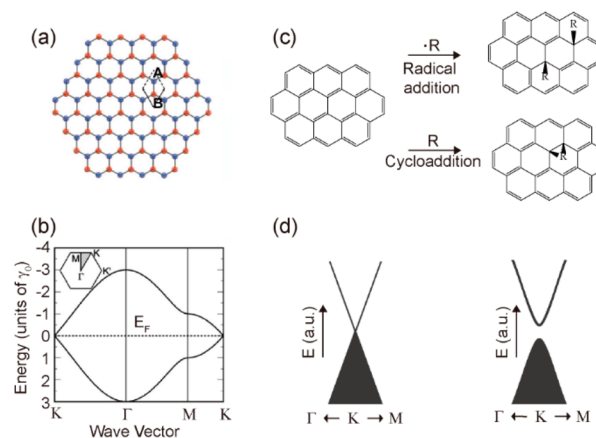 (a)
A
B
(c)
·R
Radical
addition
R
R
R
Cycloaddition
R
(b)
Energy (units of γ₀)
-4
-3
-2
-1
0
1
2
3
M
K
K'
Γ
E_F
K
Γ
M
K
Wave Vector
(d)
E (a.u.)
Γ ← K → M
E (a.u.)
Γ ← K → M